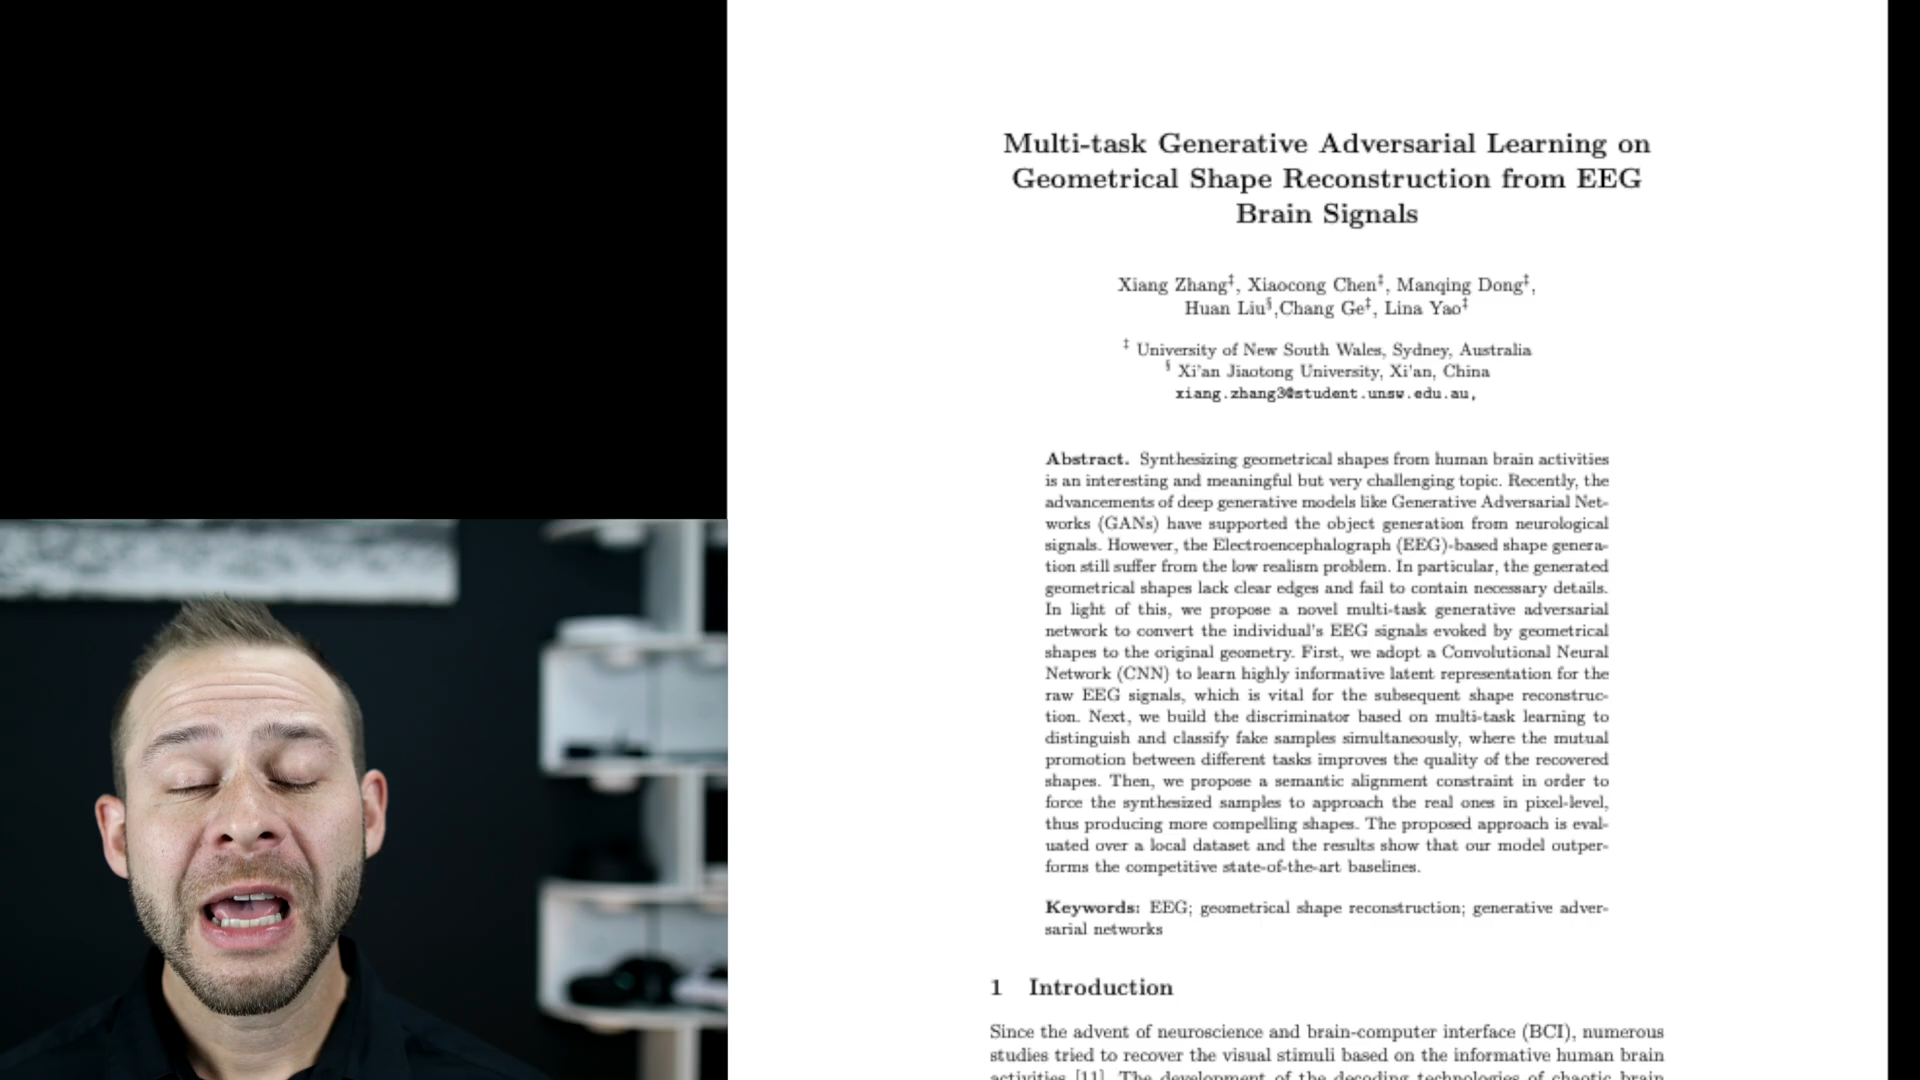 Multi-task Generative Adversarial Learning on
Geometrical Shape Reconstruction from EEG
Brain Signals
Xiang Zhang‡, Xiaocong Chen‡, Manqing Dong‡,
Huan Liu§,Chang Ge‡, Lina Yao‡
‡ University of New South Wales, Sydney, Australia
§ Xi'an Jiaotong University, Xi'an, China
xiang.zhang3@student.unsw.edu.au,
Abstract. Synthesizing geometrical shapes from human brain activities
is an interesting and meaningful but very challenging topic. Recently, the
advancements of deep generative models like Generative Adversarial Net-
works (GANs) have supported the object generation from neurological
signals. However, the Electroencephalograph (EEG)-based shape genera-
tion still suffer from the low realism problem. In particular, the generated
geometrical shapes lack clear edges and fail to contain necessary details.
In light of this, we propose a novel multi-task generative adversarial
network to convert the individual's EEG signals evoked by geometrical
shapes to the original geometry. First, we adopt a Convolutional Neural
Network (CNN) to learn highly informative latent representation for the
raw EEG signals, which is vital for the subsequent shape reconstruc-
tion. Next, we build the discriminator based on multi-task learning to
distinguish and classify fake samples simultaneously, where the mutual
promotion between different tasks improves the quality of the recovered
shapes. Then, we propose a semantic alignment constraint in order to
force the synthesized samples to approach the real ones in pixel-level,
thus producing more compelling shapes. The proposed approach is eval-
uated over a local dataset and the results show that our model outper-
forms the competitive state-of-the-art baselines.
Keywords: EEG; geometrical shape reconstruction; generative adver-
sarial networks
1 Introduction
Since the advent of neuroscience and brain-computer interface (BCI), numerous
studies tried to recover the visual stimuli based on the informative human brain
activities [11]. The development of the decoding technologies of chaotic brain